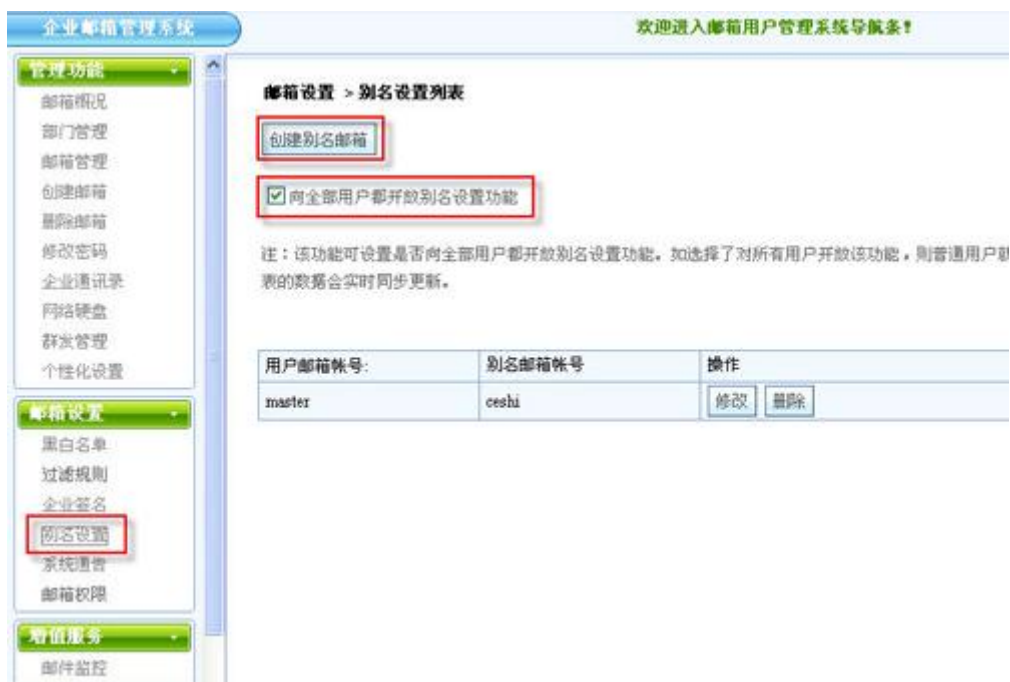 企业邮箱管理系统
欢迎进入邮箱用户管理系统导航条!
管理功能
邮箱概况
部门管理
邮箱管理
创建邮箱
删除邮箱
修改密码
企业通讯录
网络硬盘
群发管理
个性化设置
邮箱设置
黑白名单
过滤规则
企业签名
别名设置
系统通告
邮箱权限
增值服务
邮件监控
邮箱设置 > 别名设置列表
创建别名邮箱
向全部用户都开放别名设置功能
注：该功能可设置是否向全部用户都开放别名设置功能。如选择了对所有用户开放该功能，则普通用户就
表的数据会实时同步更新。
用户邮箱帐号: 别名邮箱帐号 操作
master ceshi 修改 删除